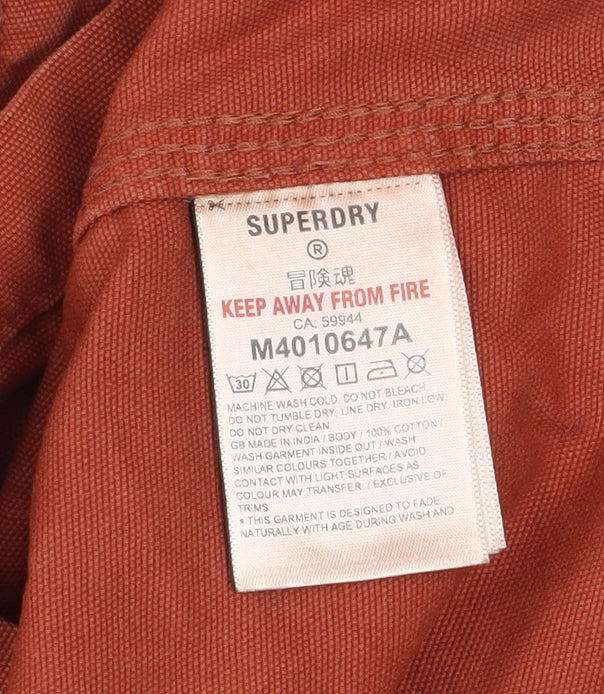 SUPERDRY
®
冒険魂
KEEP AWAY FROM FIRE
CA: 59944
M4010647A
30
MACHINE WASH COLD. DO NOT BLEACH.
DO NOT TUMBLE DRY. LINE DRY. IRON LOW.
DO NOT DRY CLEAN
GB MADE IN INDIA / BODY / 100% COTTON /
WASH GARMENT INSIDE OUT / WASH
SIMILAR COLOURS TOGETHER / AVOID
CONTACT WITH LIGHT SURFACES AS
COLOUR MAY TRANSFER. / EXCLUSIVE OF
TRIMS
* THIS GARMENT IS DESIGNED TO FADE
NATURALLY WITH AGE DURING WASH AND